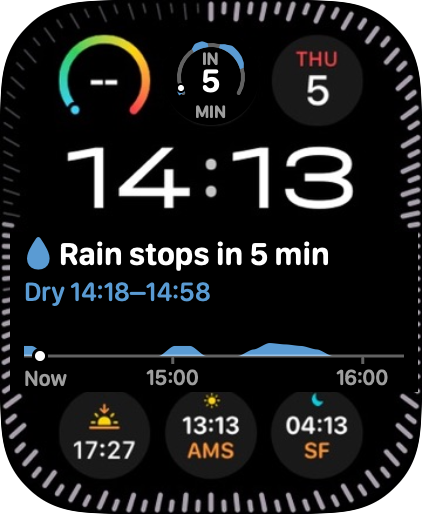 --
IN
5
MIN
THU
5
14:13
Rain stops in 5 min
Dry 14:18–14:58
Now 15:00 16:00
17:27
13:13
AMS
04:13
SF